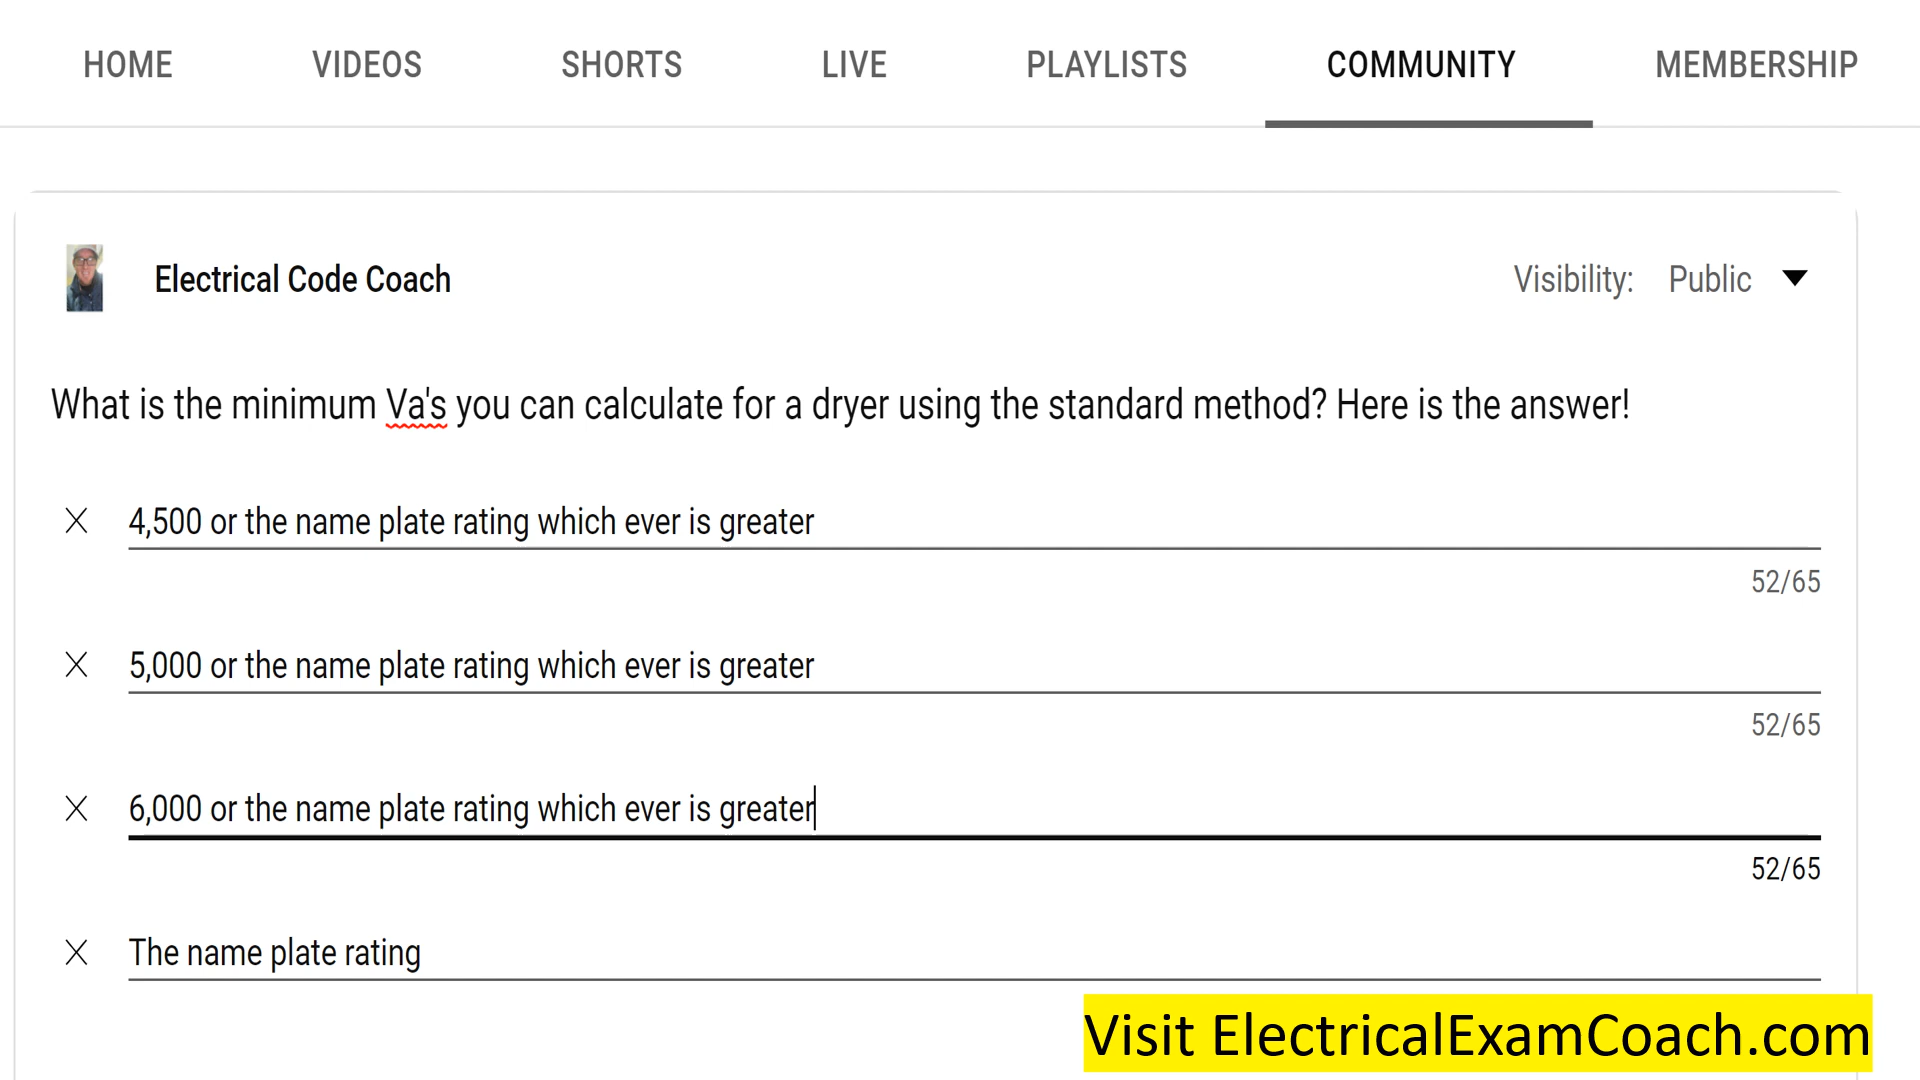 HOME VIDEOS SHORTS LIVE PLAYLISTS COMMUNITY MEMBERSHIP
Electrical Code Coach
Visibility: Public
What is the minimum Va's you can calculate for a dryer using the standard method? Here is the answer!
4,500 or the name plate rating which ever is greater
52/65
5,000 or the name plate rating which ever is greater
52/65
6,000 or the name plate rating which ever is greater
52/65
The name plate rating
Visit ElectricalExamCoach.com